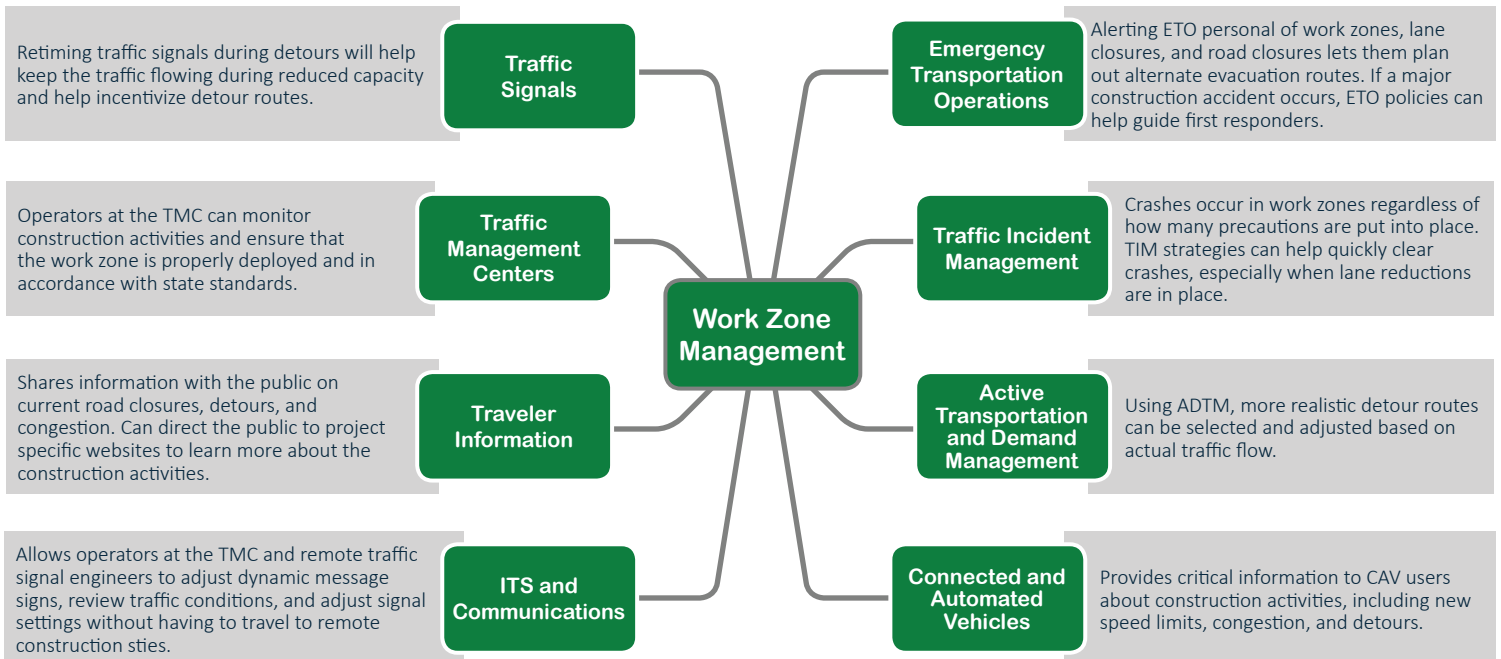 Retiming traffic signals during detours will help
keep the traffic flowing during reduced capacity
and help incentivize detour routes.
Traffic
Signals
Emergency
Transportation
Operations
Alerting ETO personal of work zones, lane
closures, and road closures lets them plan
out alternate evacuation routes. If a major
construction accident occurs, ETO policies can
help guide first responders.
Operators at the TMC can monitor
construction activities and ensure that
the work zone is properly deployed and in
accordance with state standards.
Traffic
Management
Centers
Traffic Incident
Management
Crashes occur in work zones regardless of
how many precautions are put into place.
TIM strategies can help quickly clear
crashes, especially when lane reductions
are in place.
Work Zone
Management
Shares information with the public on
current road closures, detours, and
congestion. Can direct the public to project
specific websites to learn more about the
construction activities.
Traveler
Information
Active
Transportation
and Demand
Management
Using ADTM, more realistic detour routes
can be selected and adjusted based on
actual traffic flow.
Allows operators at the TMC and remote traffic
signal engineers to adjust dynamic message
signs, review traffic conditions, and adjust signal
settings without having to travel to remote
construction sties.
ITS and
Communications
Connected and
Automated
Vehicles
Provides critical information to CAV users
about construction activities, including new
speed limits, congestion, and detours.